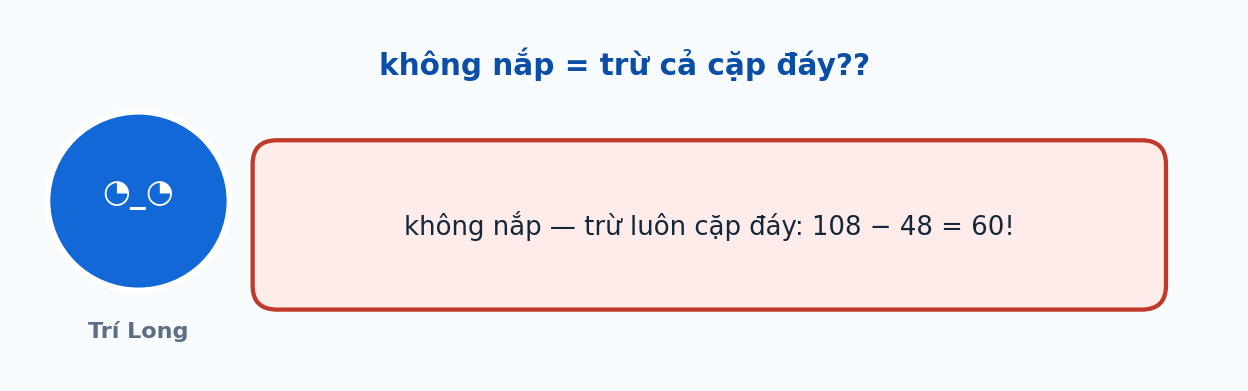 không nắp = trừ cả cặp đáy??
không nắp — trừ luôn cặp đáy: 108 − 48 = 60!
◔_◔
Trí Long